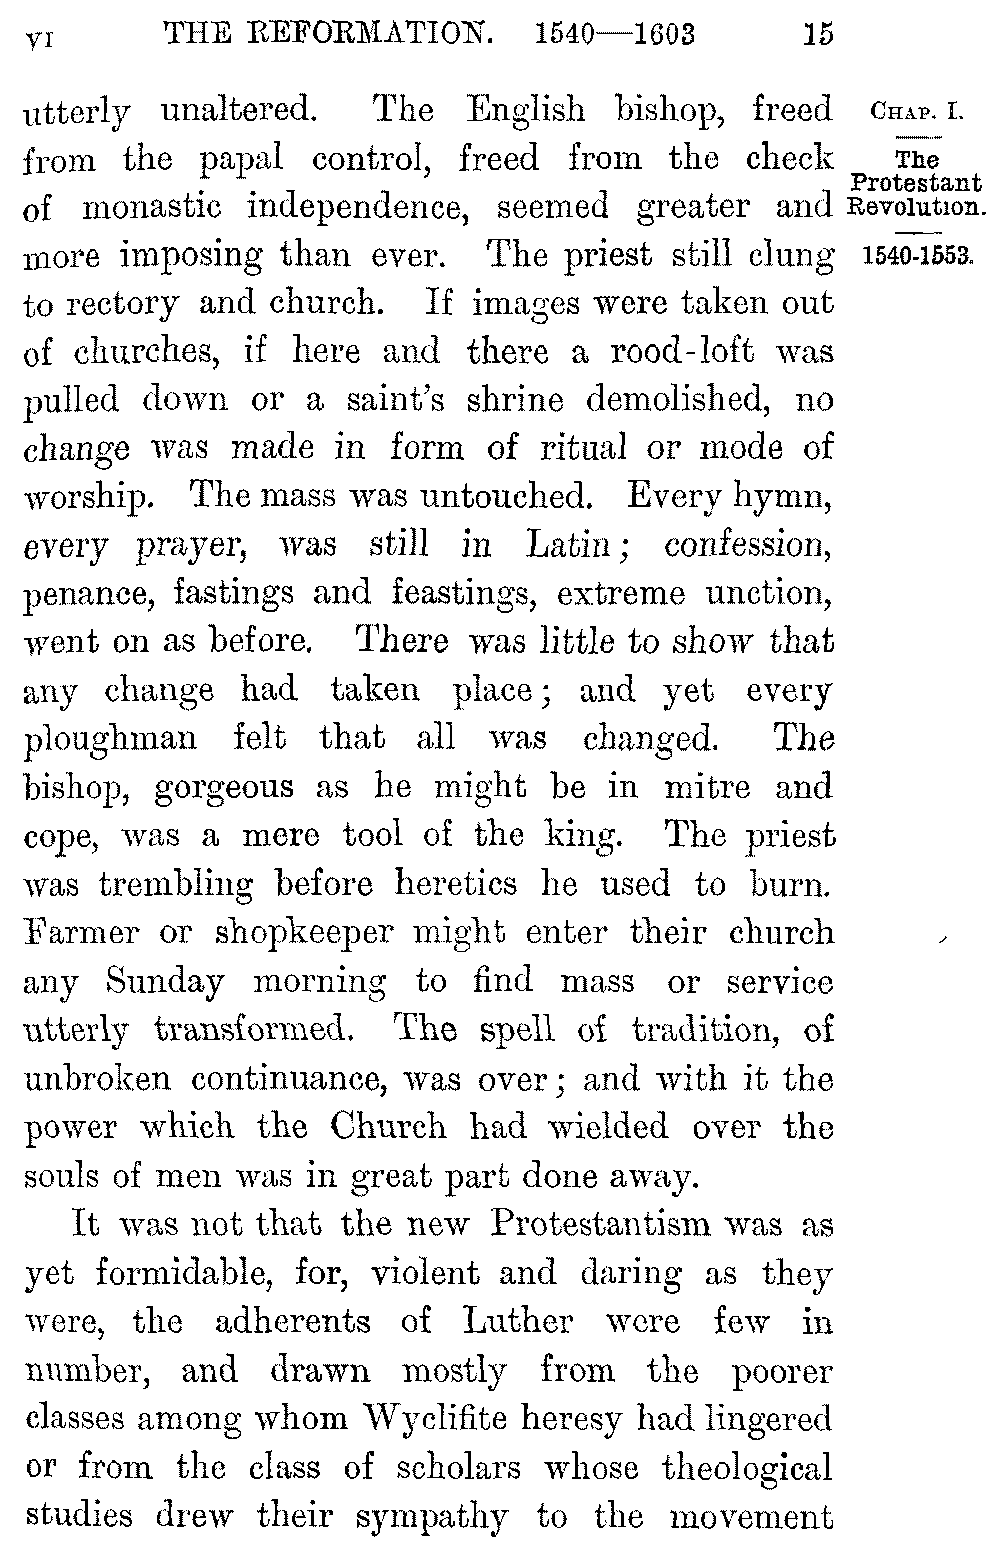 VI THE REFORMATION. 1540—1603 15
utterly unaltered. The English bishop, freed
from the papal control, freed from the check
of monastic independence, seemed greater and
more imposing than ever. The priest still clung
to rectory and church. If images were taken out
of churches, if here and there a rood-loft was
pulled down or a saint's shrine demolished, no
change was made in form of ritual or mode of
worship. The mass was untouched. Every hymn,
every prayer, was still in Latin; confession,
penance, fastings and feastings, extreme unction,
went on as before. There was little to show that
any change had taken place; and yet every
ploughman felt that all was changed. The
bishop, gorgeous as he might be in mitre and
cope, was a mere tool of the king. The priest
was trembling before heretics he used to burn.
Farmer or shopkeeper might enter their church
any Sunday morning to find mass or service
utterly transformed. The spell of tradition, of
unbroken continuance, was over; and with it the
power which the Church had wielded over the
souls of men was in great part done away.
It was not that the new Protestantism was as
yet formidable, for, violent and daring as they
were, the adherents of Luther were few in
number, and drawn mostly from the poorer
classes among whom Wyclifite heresy had lingered
or from the class of scholars whose theological
studies drew their sympathy to the movement
CHAP. I.
The
Protestant
Revolution.
1540-1553.